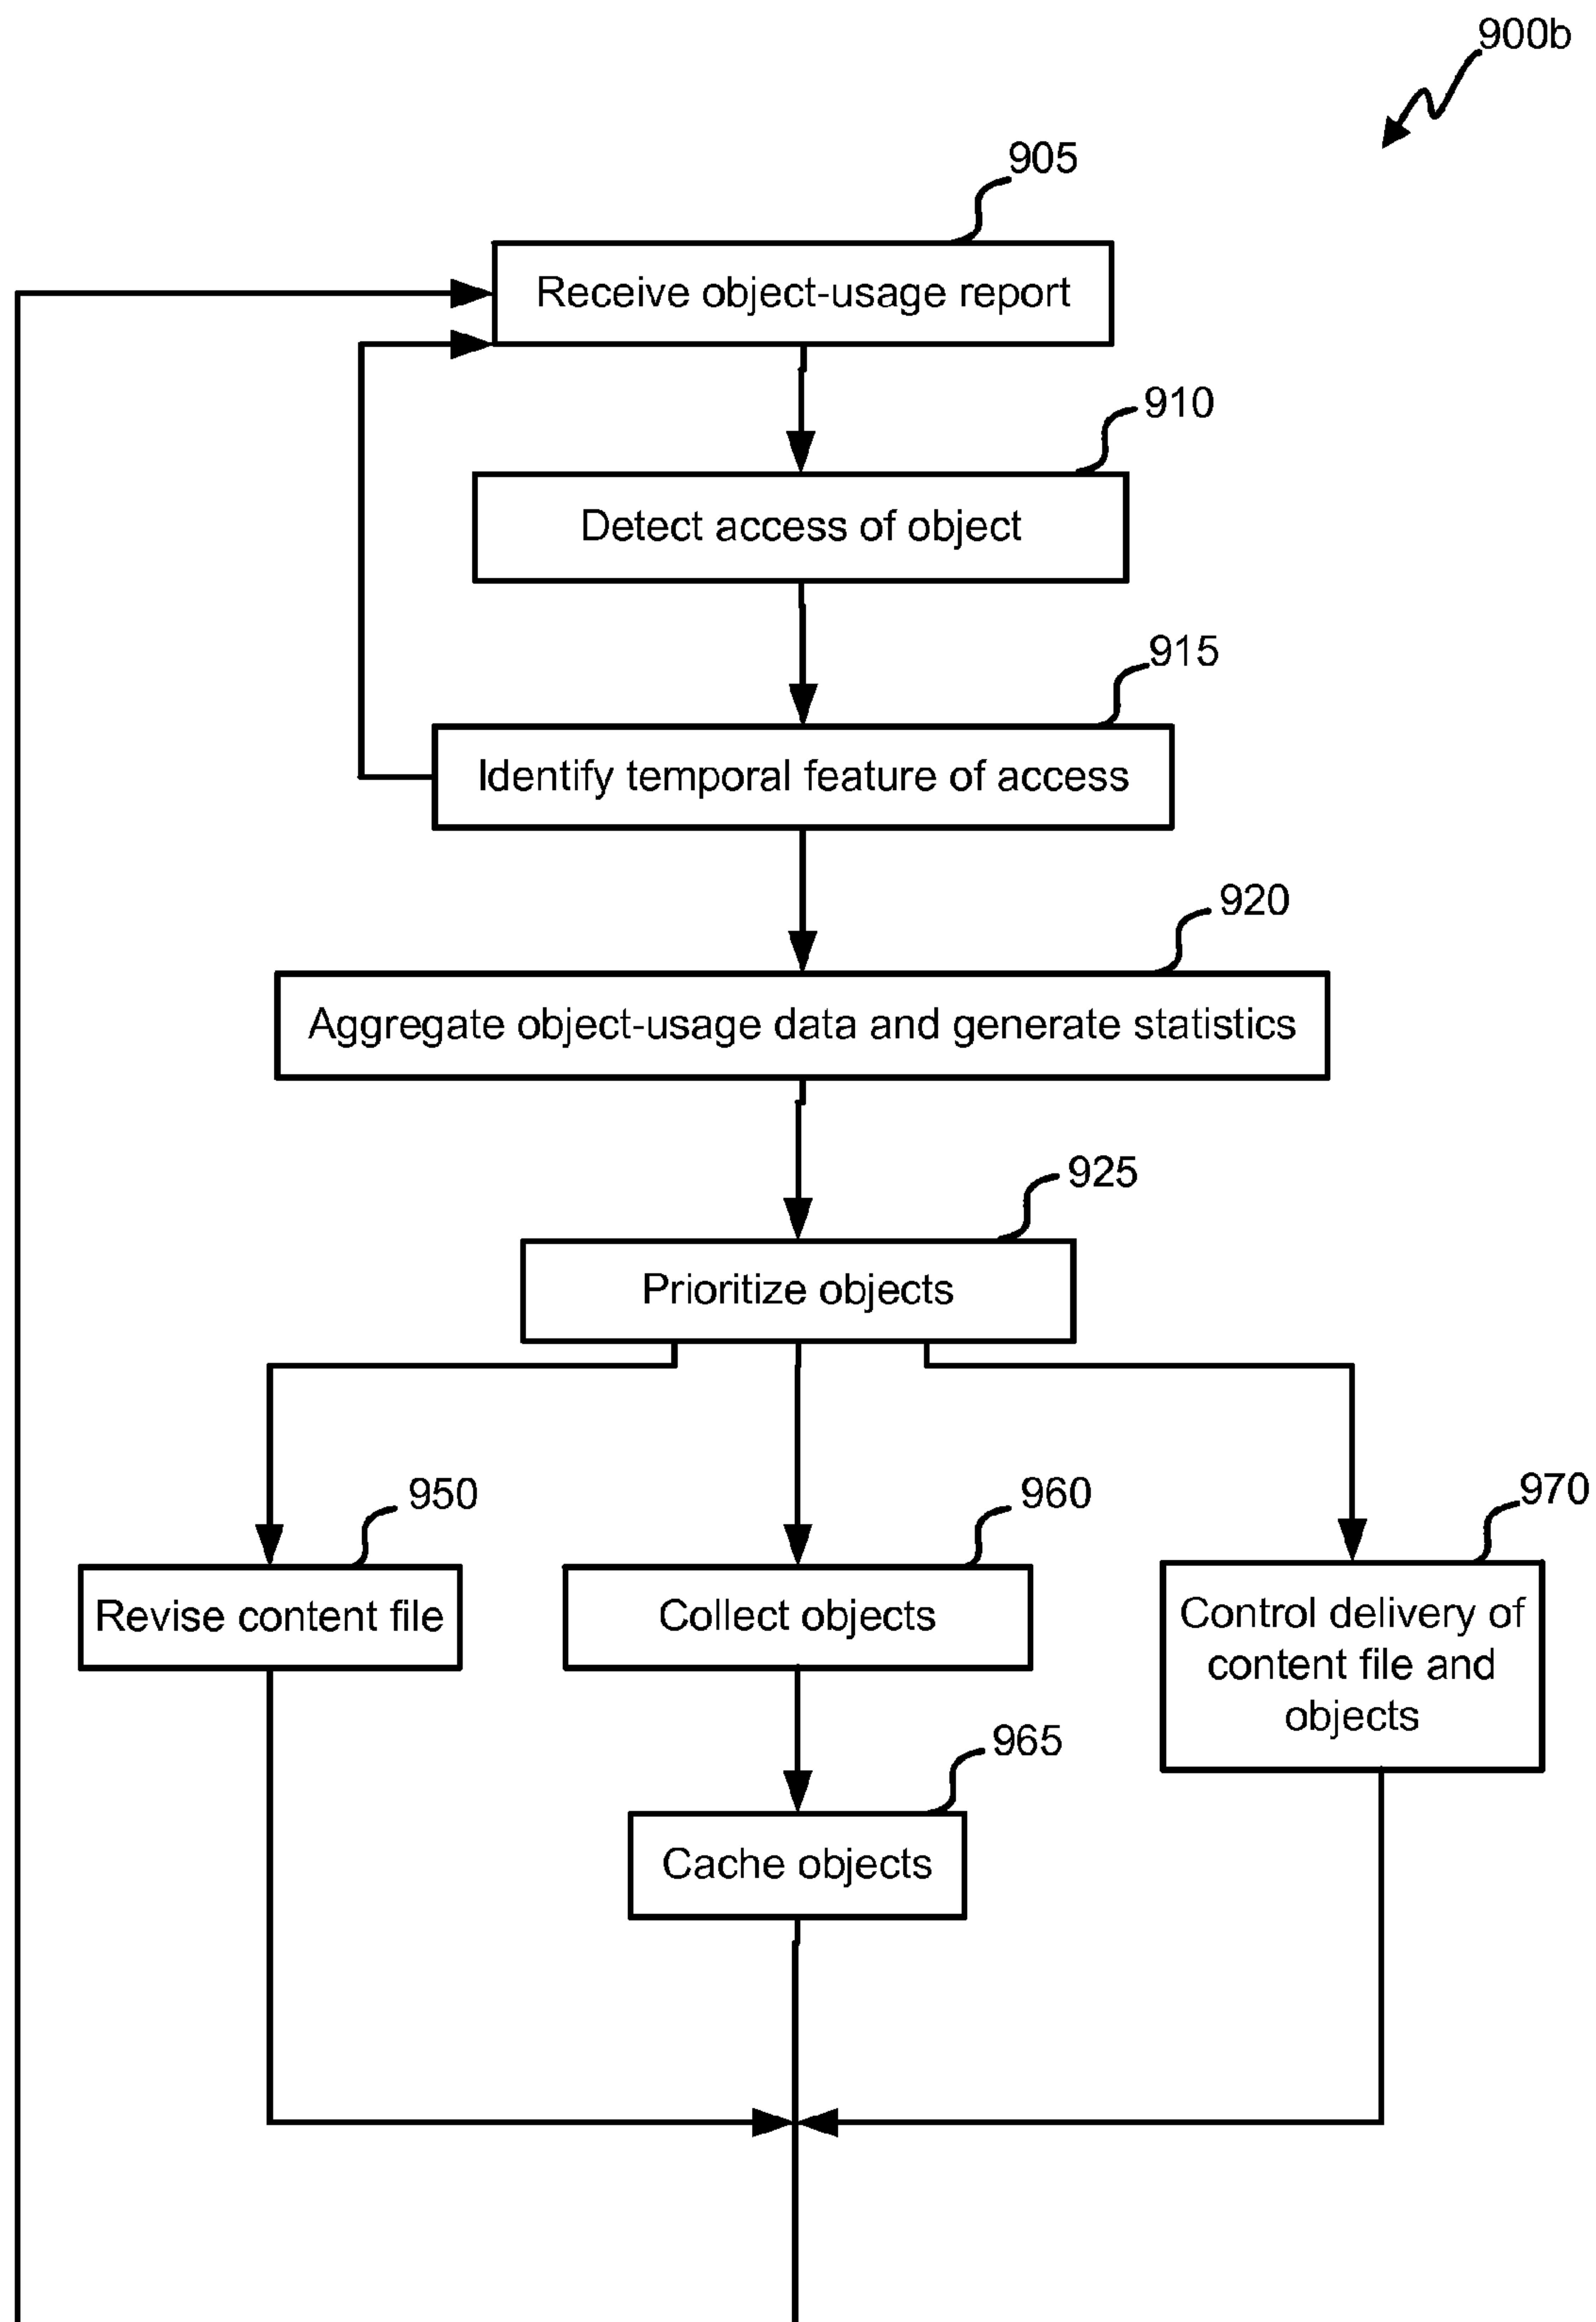 900b
905
Receive object-usage report
910
Detect access of object
915
Identify temporal feature of access
920
Aggregate object-usage data and generate statistics
925
Prioritize objects
950
Revise content file
960
Collect objects
970
Control delivery of
content file and
objects
965
Cache objects